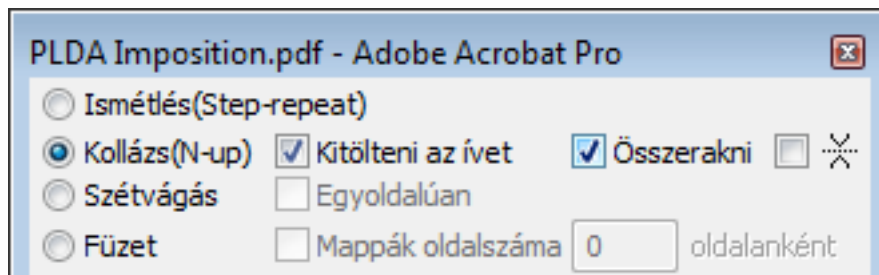 PLDA Imposition.pdf - Adobe Acrobat Pro
Ismétlés(Step-repeat)
Kollázs(N-up) Kitölteni az ívet Összerakni
Szétvágás Egyoldalúan
Füzet Mappák oldalszáma 0 oldalanként